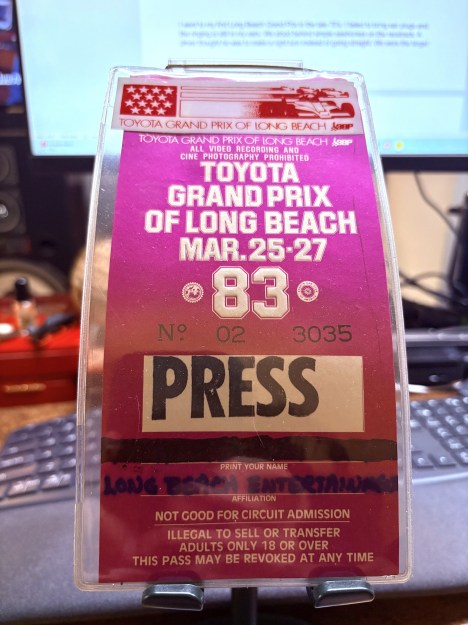 TOYOTA GRAND PRIX OF LONG BEACH
TOYOTA GRAND PRIX OF LONG BEACH
ALL VIDEO RECORDING AND
CINE PHOTOGRAPHY PROHIBITED
TOYOTA
GRAND PRIX
OF LONG BEACH
MAR. 25-27
83
Nº 02 3035
PRESS
PRINT YOUR NAME
LONG BEACH ENTERTAINMENT
AFFILIATION
NOT GOOD FOR CIRCUIT ADMISSION
ILLEGAL TO SELL OR TRANSFER
ADULTS ONLY 18 OR OVER
THIS PASS MAY BE REVOKED AT ANY TIME